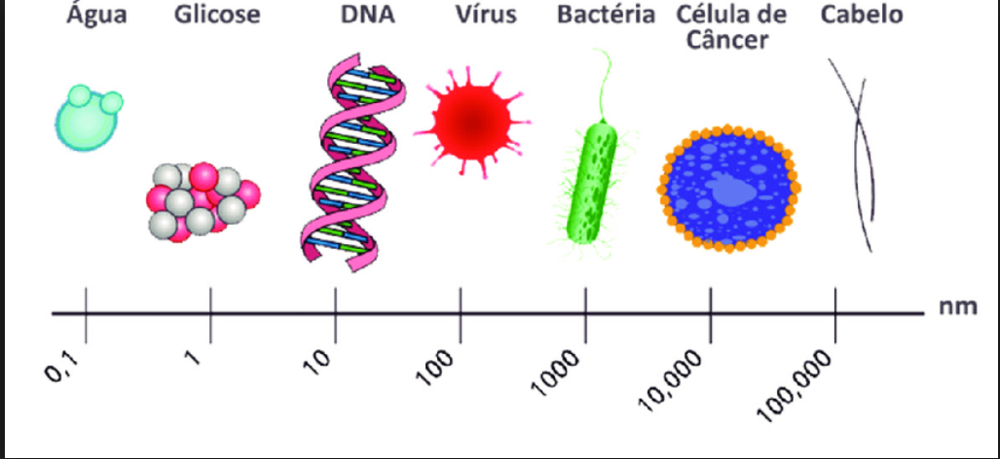 Água
Glicose
DNA
Vírus
Bactéria
Célula de
Câncer
Cabelo
nm
0,1
1
10
100
1000
10,000
100,000